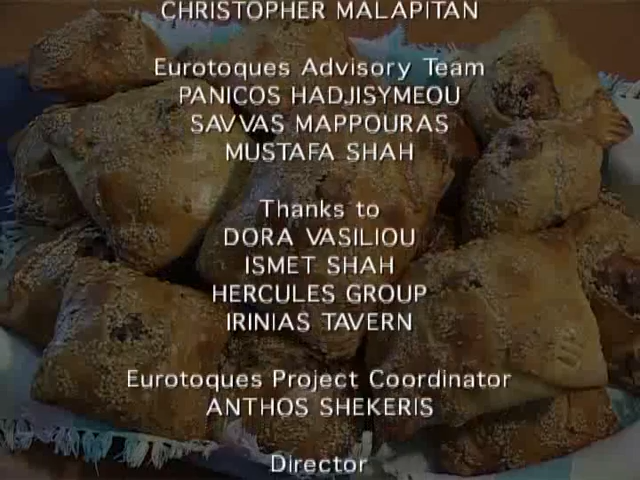 CHRISTOPHER MALAPITAN
Eurotoques Advisory Team
PANICOS HADJISYMEOU
SAVVAS MAPPOURAS
MUSTAFA SHAH
Thanks to
DORA VASILIOU
ISMET SHAH
HERCULES GROUP
IRINIAS TAVERN
Eurotoques Project Coordinator
ANTHOS SHEKERIS
Director